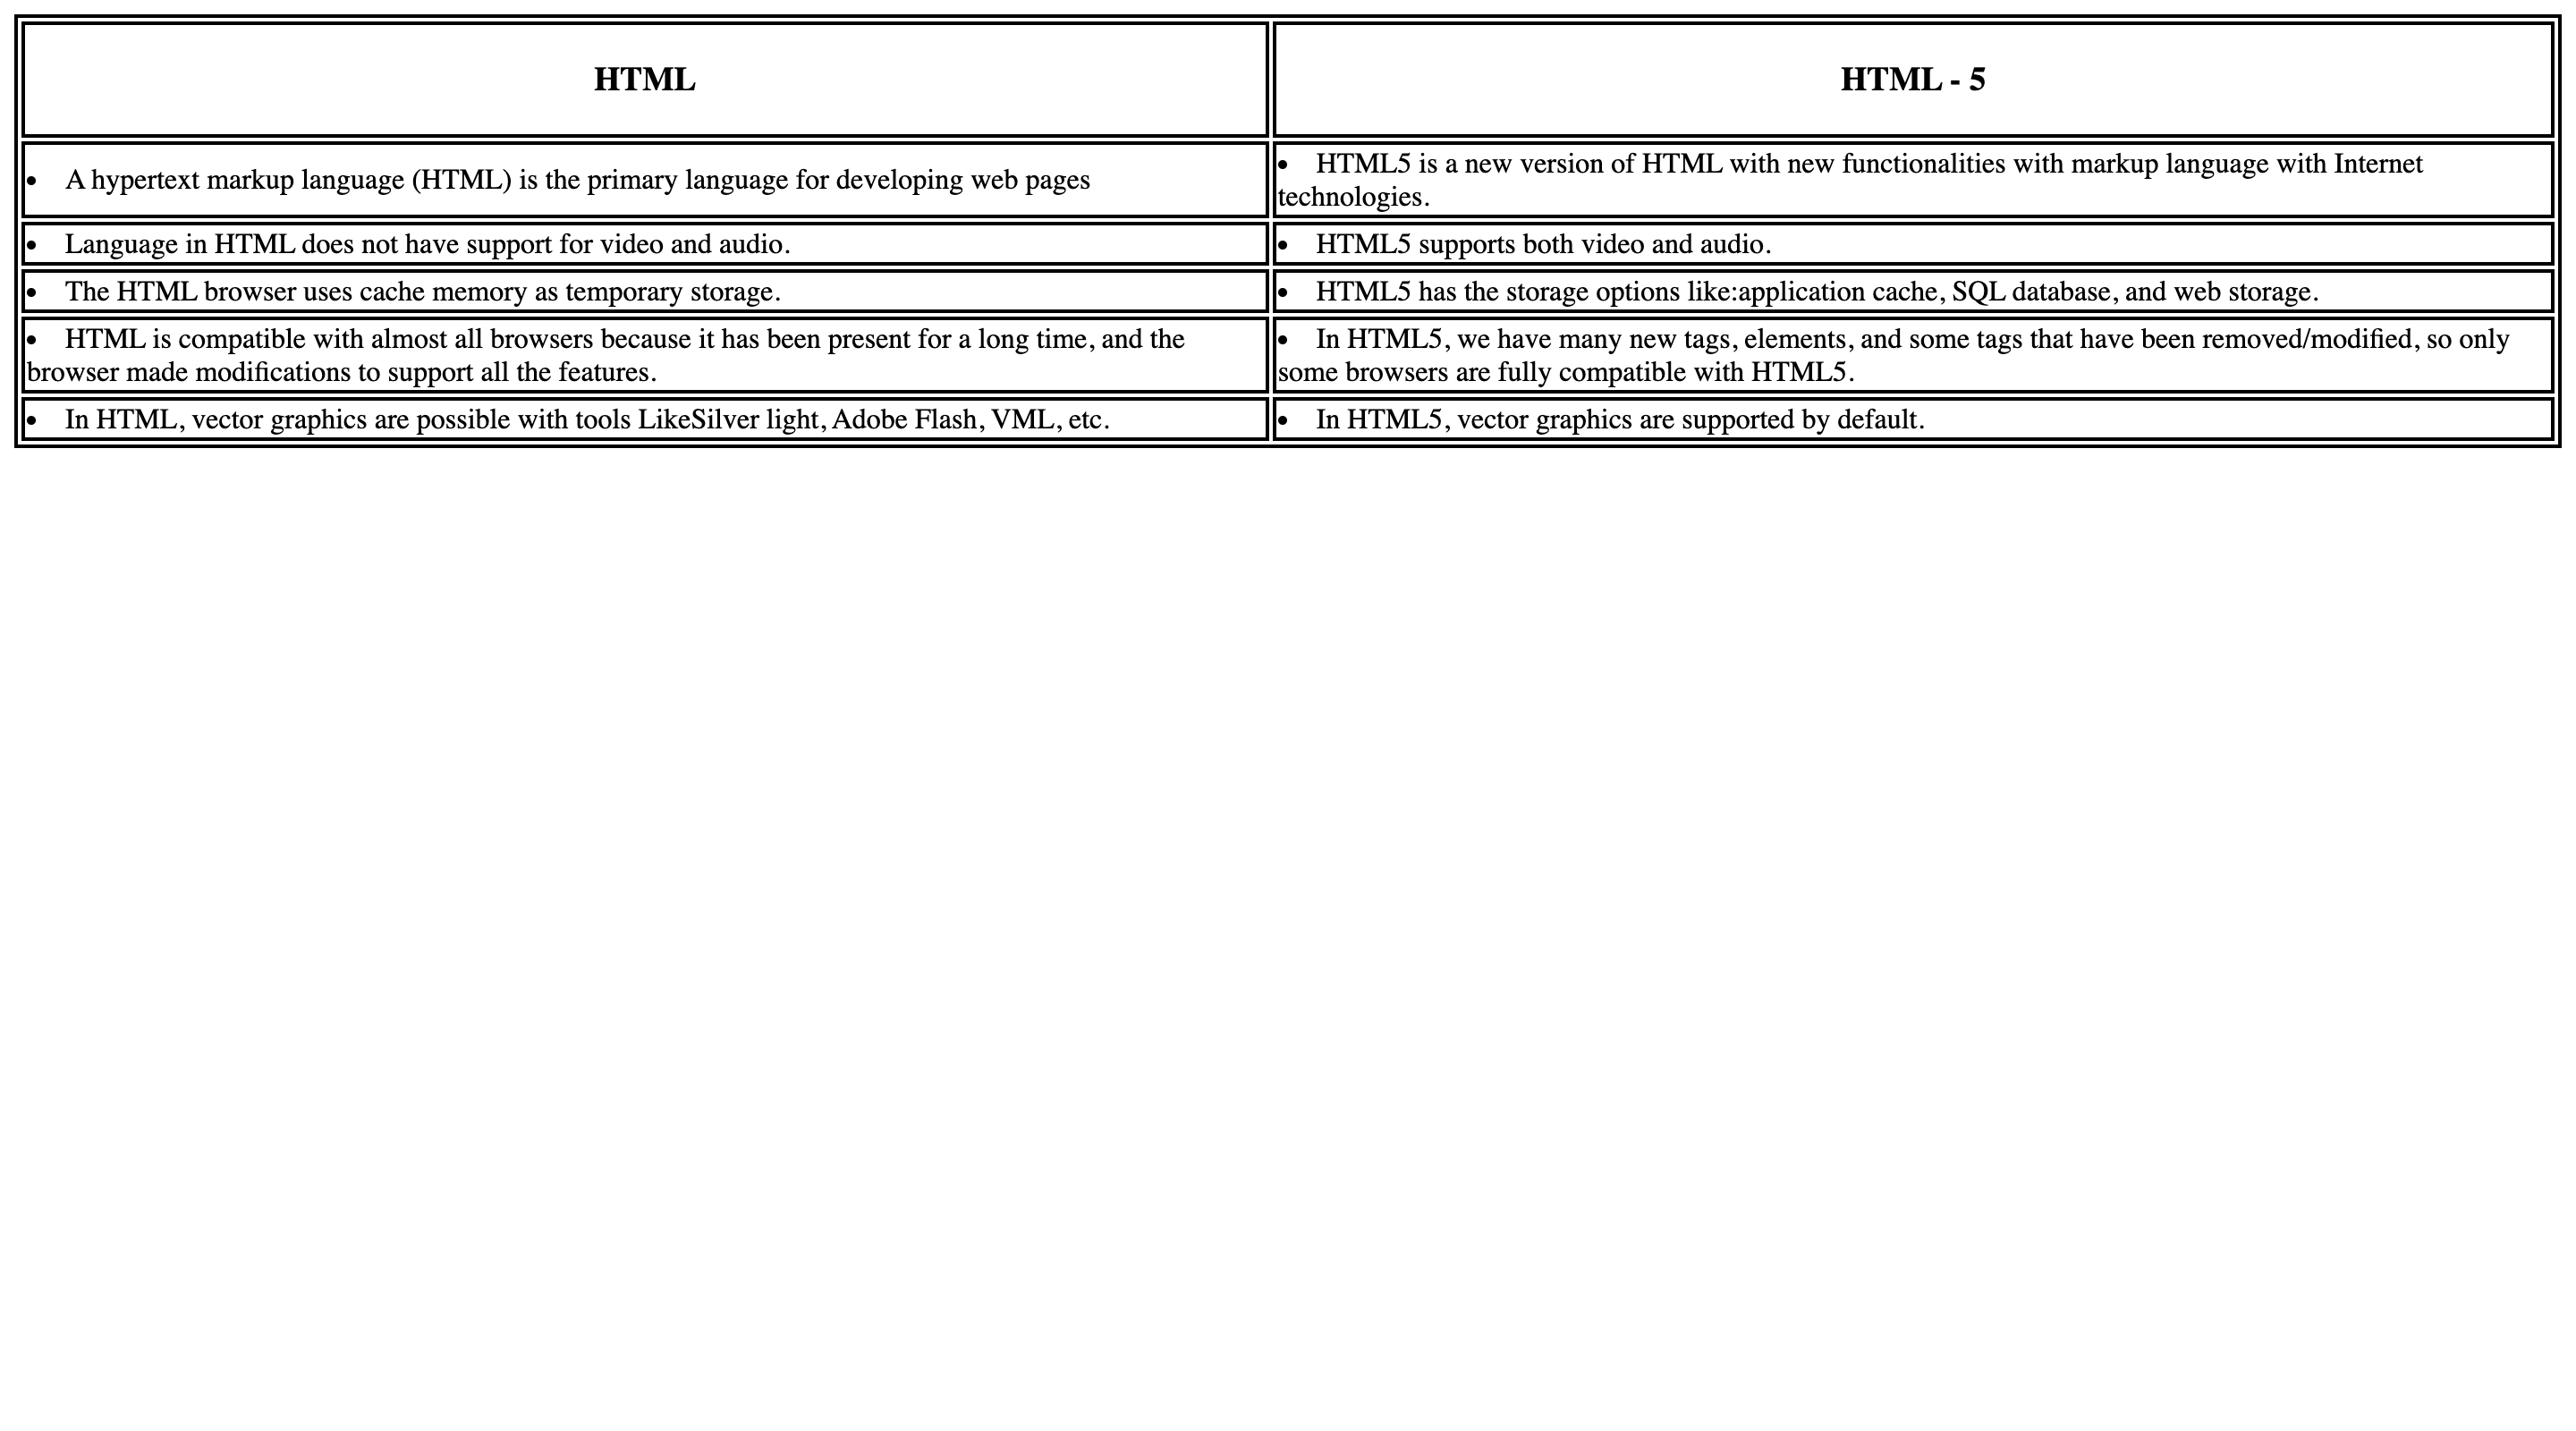 HTML
HTML - 5
• A hypertext markup language (HTML) is the primary language for developing web pages
• HTML5 is a new version of HTML with new functionalities with markup language with Internet
technologies.
• Language in HTML does not have support for video and audio.
• HTML5 supports both video and audio.
• The HTML browser uses cache memory as temporary storage.
• HTML5 has the storage options like:application cache, SQL database, and web storage.
• HTML is compatible with almost all browsers because it has been present for a long time, and the
browser made modifications to support all the features.
• In HTML5, we have many new tags, elements, and some tags that have been removed/modified, so only
some browsers are fully compatible with HTML5.
• In HTML, vector graphics are possible with tools LikeSilver light, Adobe Flash, VML, etc.
• In HTML5, vector graphics are supported by default.